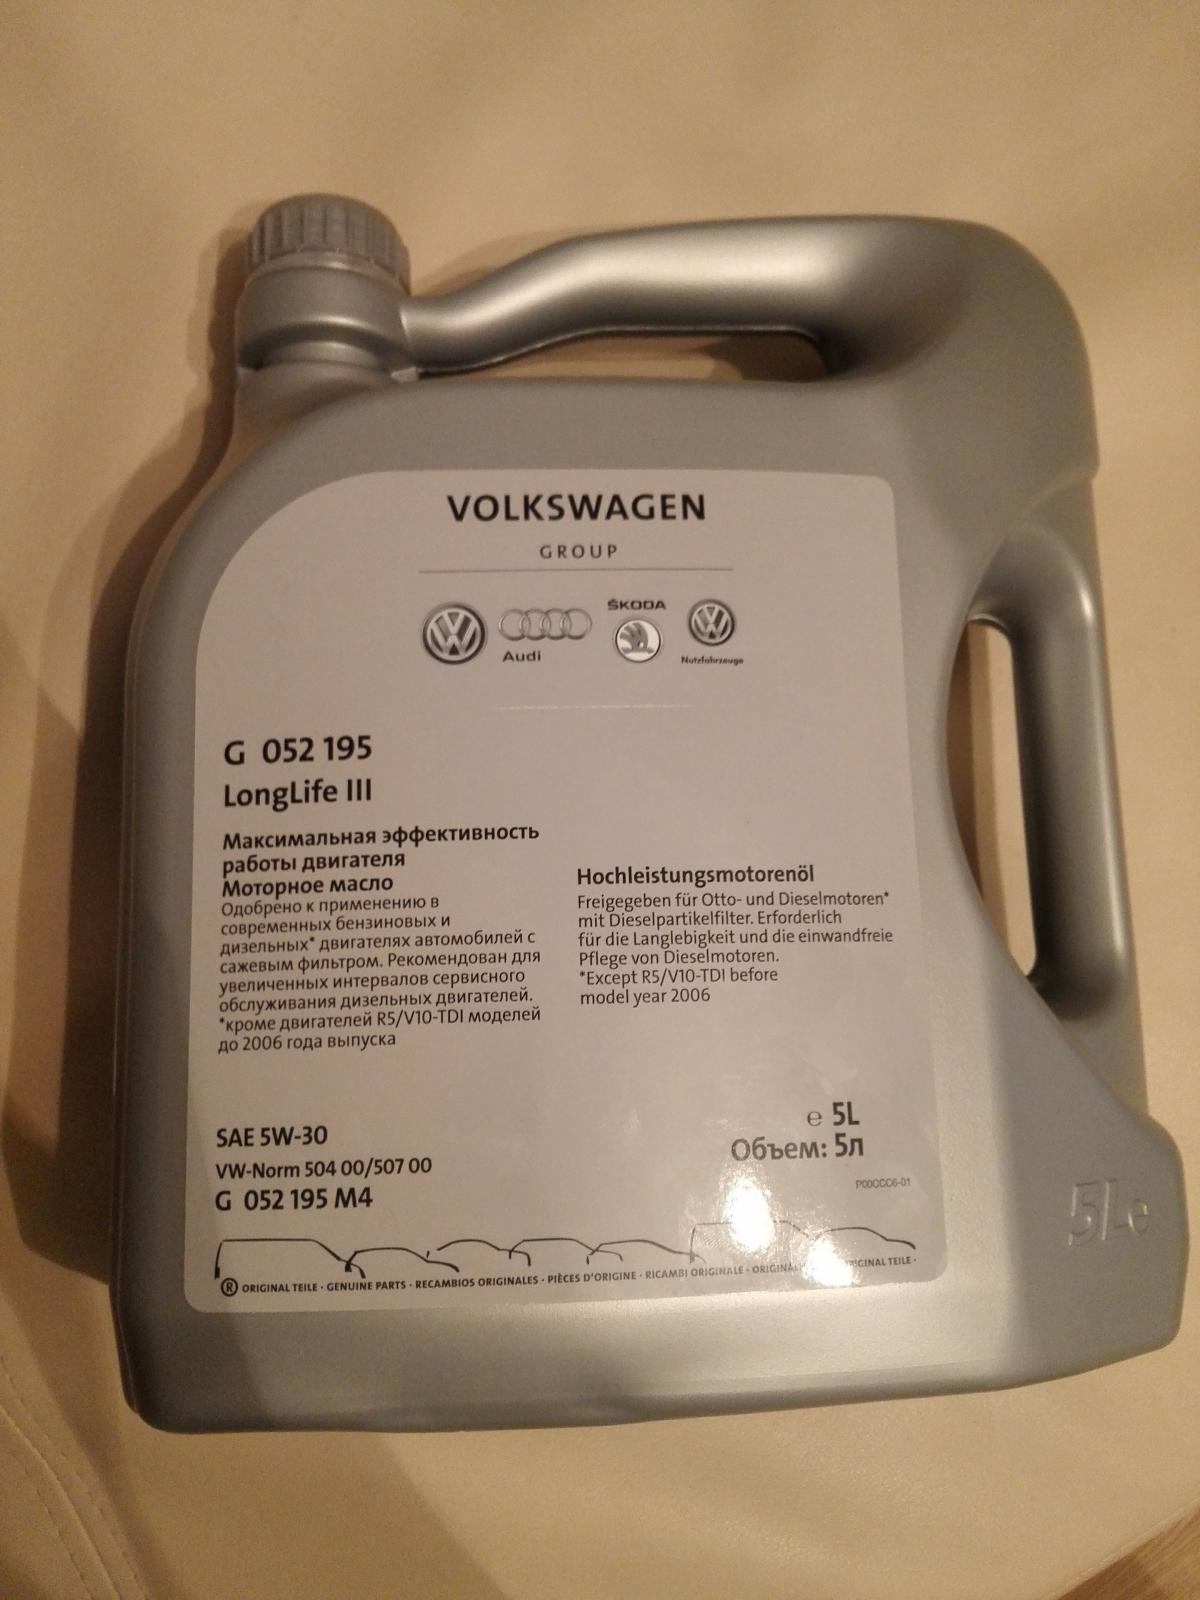 VOLKSWAGEN
GROUP
Audi
ŠKODA
Nutzfahrzeuge
G 052 195
LongLife III
Максимальная эффективность
работы двигателя
Моторное масло
Одобрено к применению в
современных бензиновых и
дизельных* двигателях автомобилей с
сажевым фильтром. Рекомендован для
увеличенных интервалов сервисного
обслуживания дизельных двигателей.
*кроме двигателей R5/V10-TDI моделей
до 2006 года выпуска
Hochleistungsmotorenöl
Freigegeben für Otto- und Dieselmotoren*
mit Dieselpartikelfilter. Erforderlich
für die Langlebigkeit und die einwandfreie
Pflege von Dieselmotoren.
*Except R5/V10-TDI before
model year 2006
SAE 5W-30
VW-Norm 504 00/507 00
G 052 195 M4
e 5L
Объем: 5л
P00CCC6-01
5Le
® ORIGINAL TEILE · GENUINE PARTS · RECAMBIOS ORIGINALES · PIÈCES D'ORIGINE · RICAMBI ORIGINALE · ORIGINAL TEILE ·